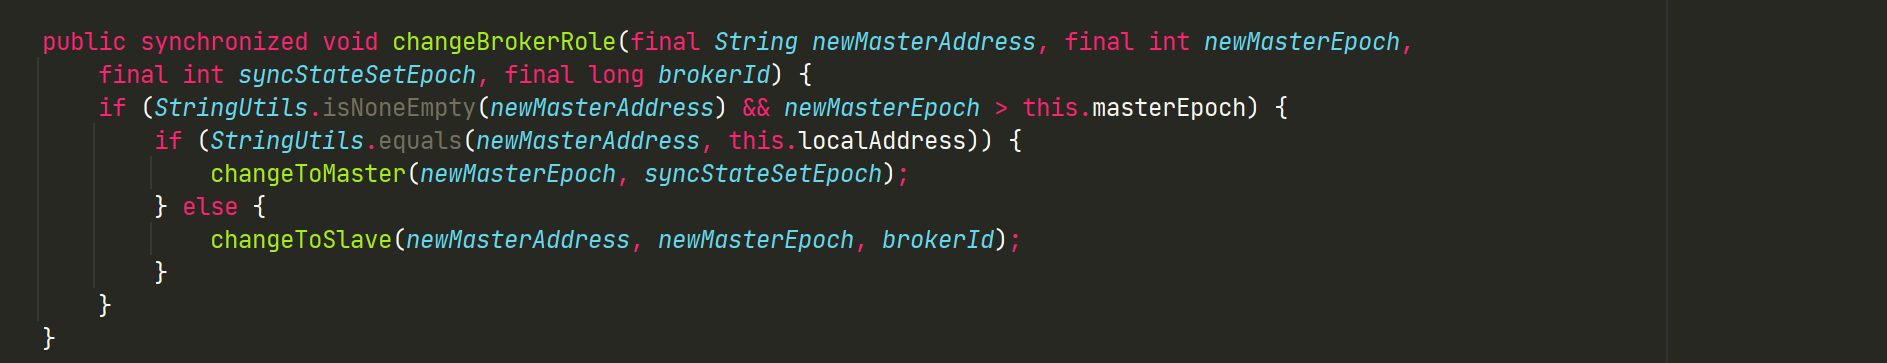 public synchronized void changeBrokerRole(final String newMasterAddress, final int newMasterEpoch,
    final int syncStateSetEpoch, final long brokerId) {
    if (StringUtils.isNoneEmpty(newMasterAddress) && newMasterEpoch > this.masterEpoch) {
        if (StringUtils.equals(newMasterAddress, this.localAddress)) {
            changeToMaster(newMasterEpoch, syncStateSetEpoch);
        } else {
            changeToSlave(newMasterAddress, newMasterEpoch, brokerId);
        }
    }
}